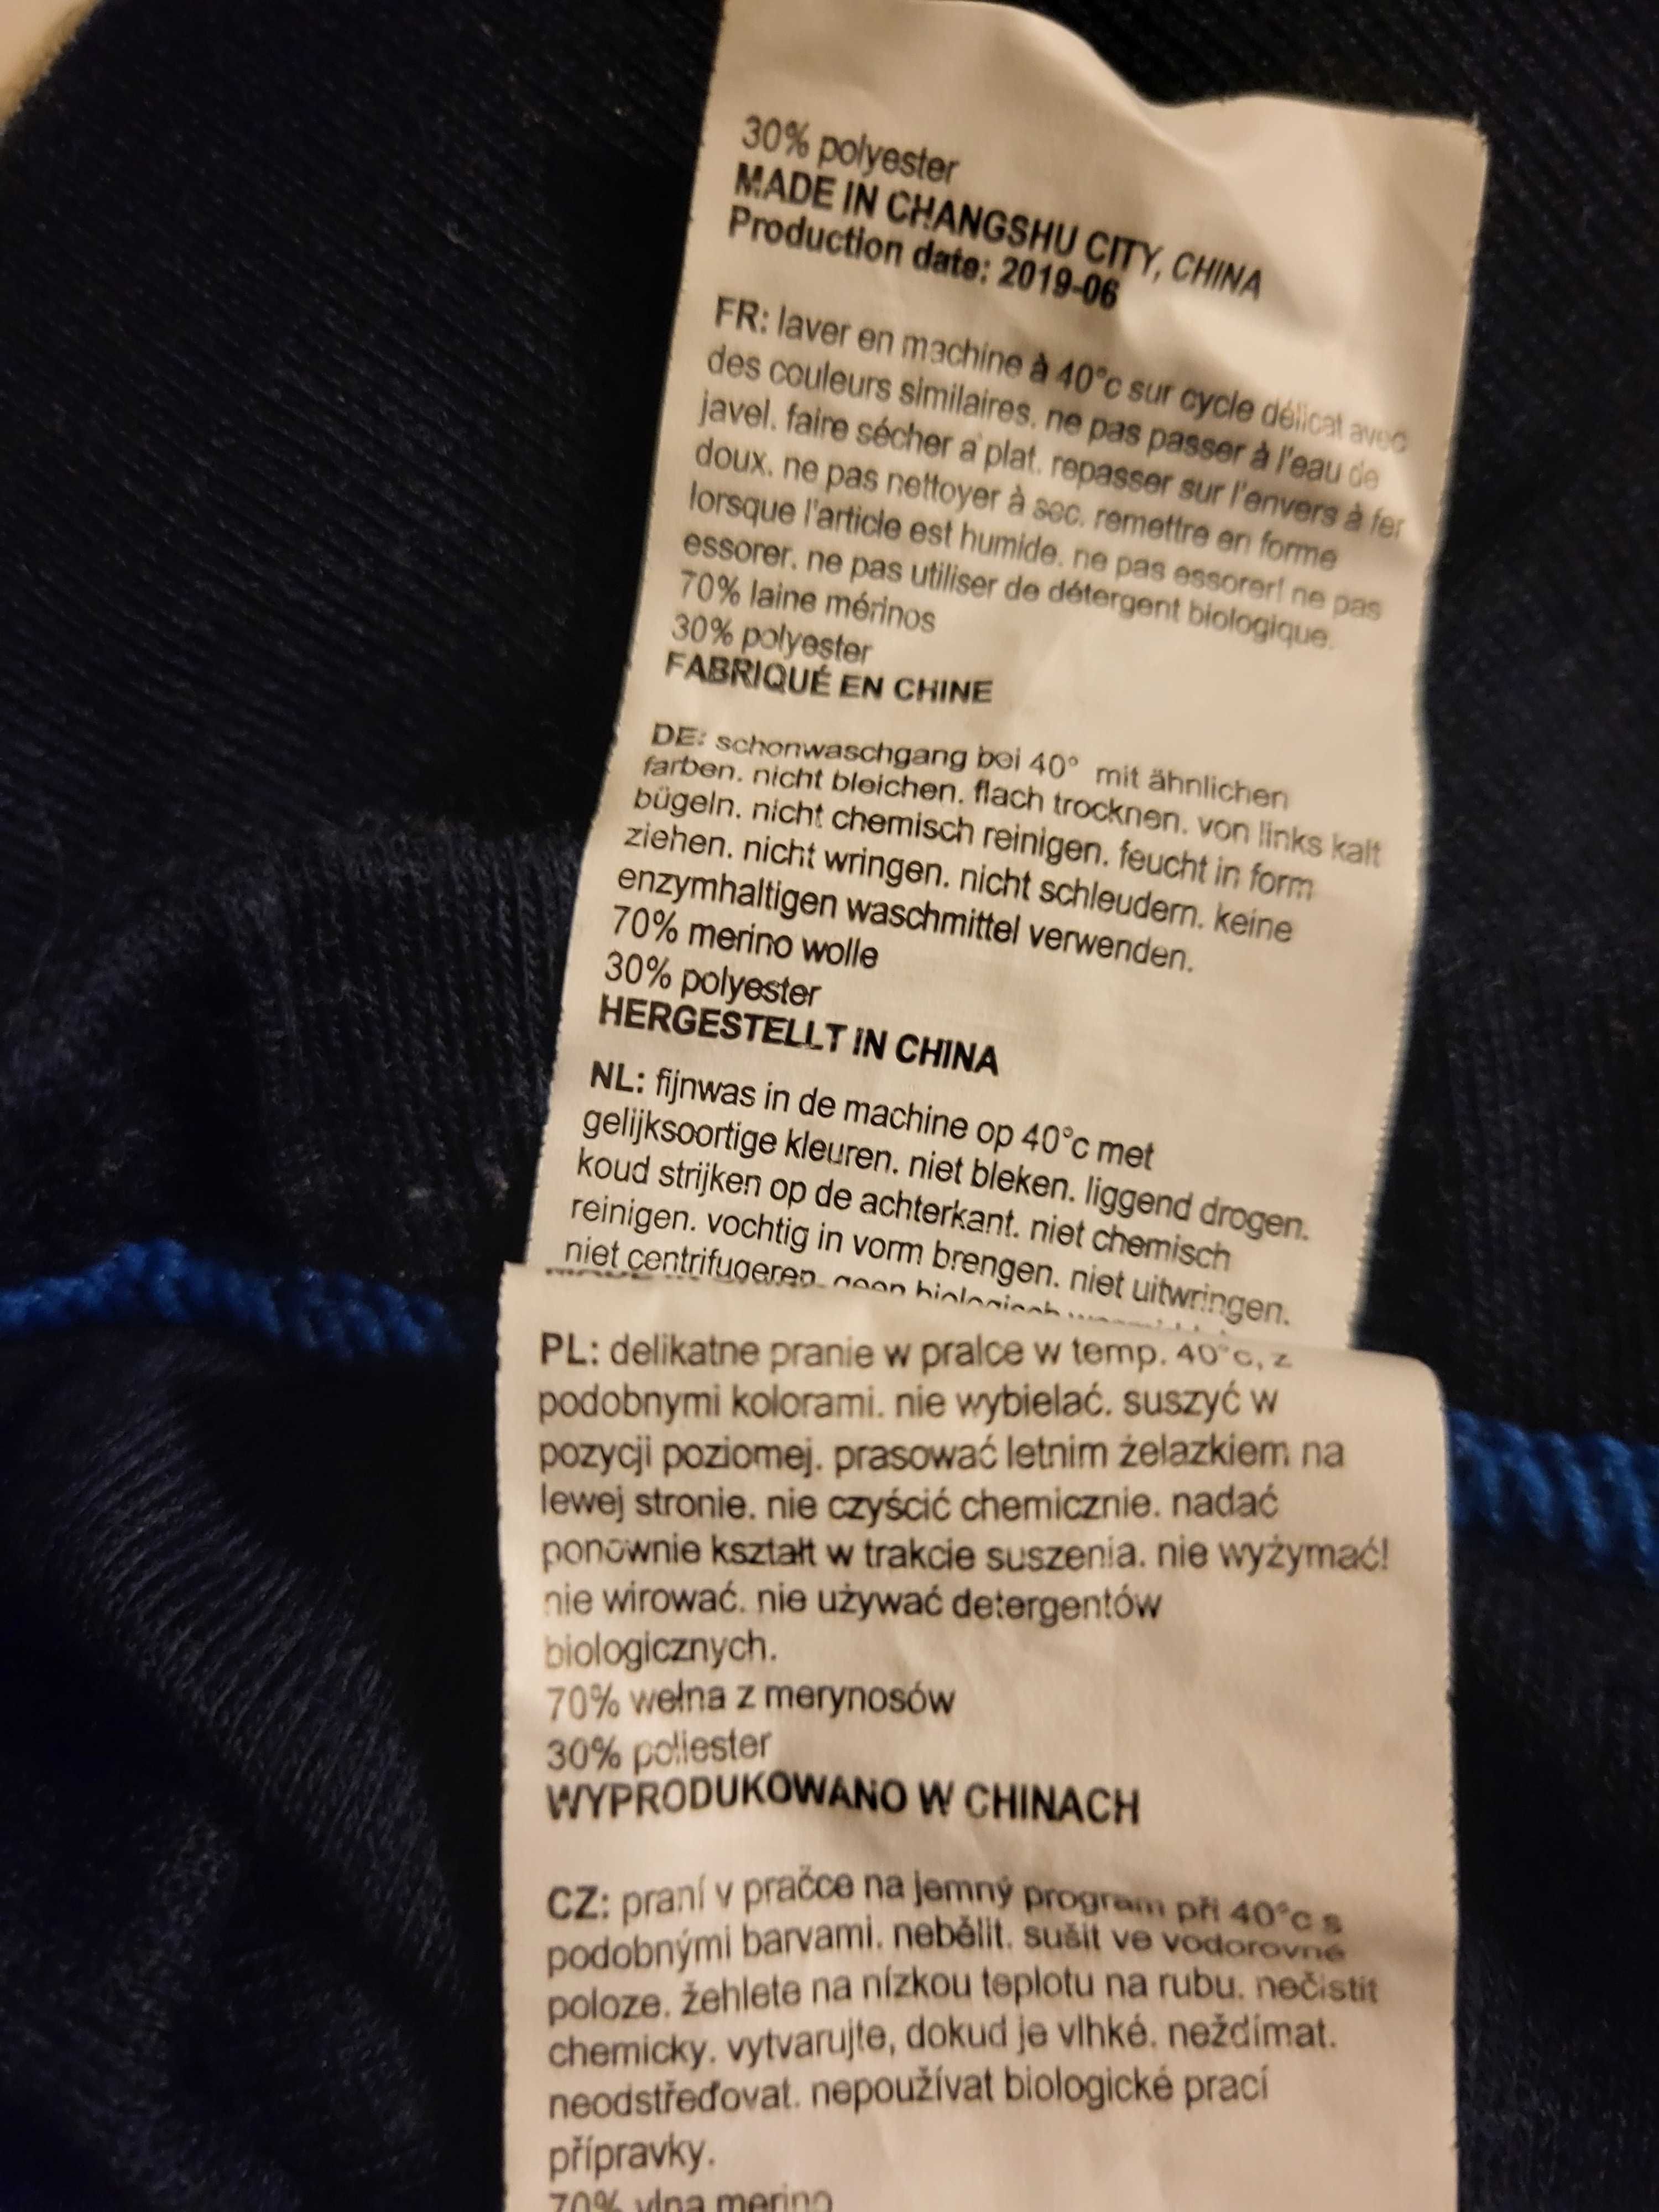 30% polyester
MADE IN CHANGSHU CITY, CHINA
Production date: 2019-06
FR: laver en machine à 40°c sur cycle délicat avec
des couleurs similaires. ne pas passer à l'eau de
javel. faire sécher a plat. repasser sur l'envers à fer
doux. ne pas nettoyer à sec. remettre en forme
lorsque l'article est humide. ne pas essorer! ne pas
essorer. ne pas utiliser de détergent biologique.
70% laine mérinos
30% polyester
FABRIQUÉ EN CHINE
DE: schonwaschgang bei 40° mit ähnlichen
farben. nicht bleichen. flach trocknen. von links kalt
bügeln. nicht chemisch reinigen. feucht in form
ziehen. nicht wringen. nicht schleudern. keine
enzymhaltigen waschmittel verwenden.
70% merino wolle
30% polyester
HERGESTELLT IN CHINA
NL: fijnwas in de machine op 40°c met
gelijksoortige kleuren. niet bleken. liggend drogen.
koud strijken op de achterkant. niet chemisch
reinigen. vochtig in vorm brengen. niet uitwringen.
niet centrifugeren. geen biologisch
PL: delikatne pranie w pralce w temp. 40°c, z
podobnymi kolorami. nie wybielać. suszyć w
pozycji poziomej. prasować letnim żelazkiem na
lewej stronie. nie czyścić chemicznie. nadać
ponownie kształt w trakcie suszenia. nie wyżymać!
nie wirować. nie używać detergentów
biologicznych.
70% wełna z merynosów
30% poliester
WYPRODUKOWANO W CHINACH
CZ: praní v pračce na jemný program při 40°c s
podobnými barvami. nebělit. sušit ve vodorovné
poloze. žehlete na nízkou teplotu na rubu. nečistit
chemicky. vytvarujte, dokud je vlhké. neždímat.
neodstřeďovat. nepoužívat biologické prací
přípravky.
70% vlna merino